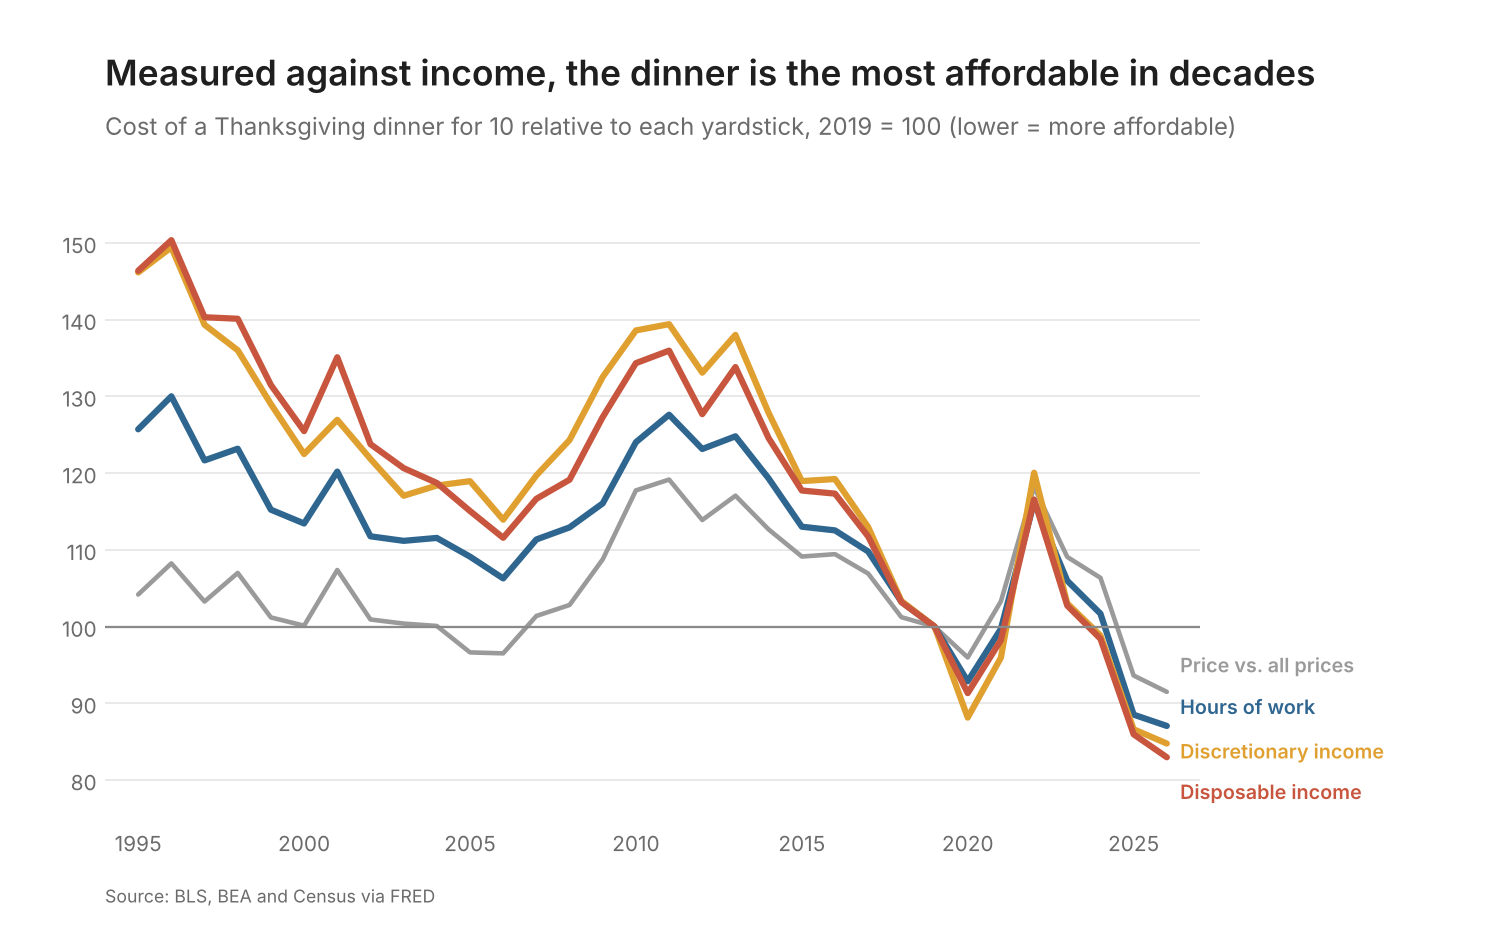 Measured against income, the dinner is the most affordable in decades
Cost of a Thanksgiving dinner for 10 relative to each yardstick, 2019 = 100 (lower = more affordable)
150
140
130
120
110
100
90
80
Price vs. all prices
Hours of work
Discretionary income
Disposable income
1995 2000 2005 2010 2015 2020 2025
Source: BLS, BEA and Census via FRED